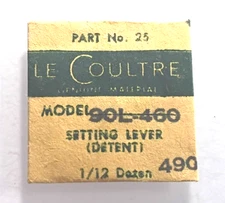 PART No. 25
LE COULTRE
GENUINE MATERIAL
MODEL 90L-460
SETTING LEVER
(DETENT)
490
1/12 Dozen